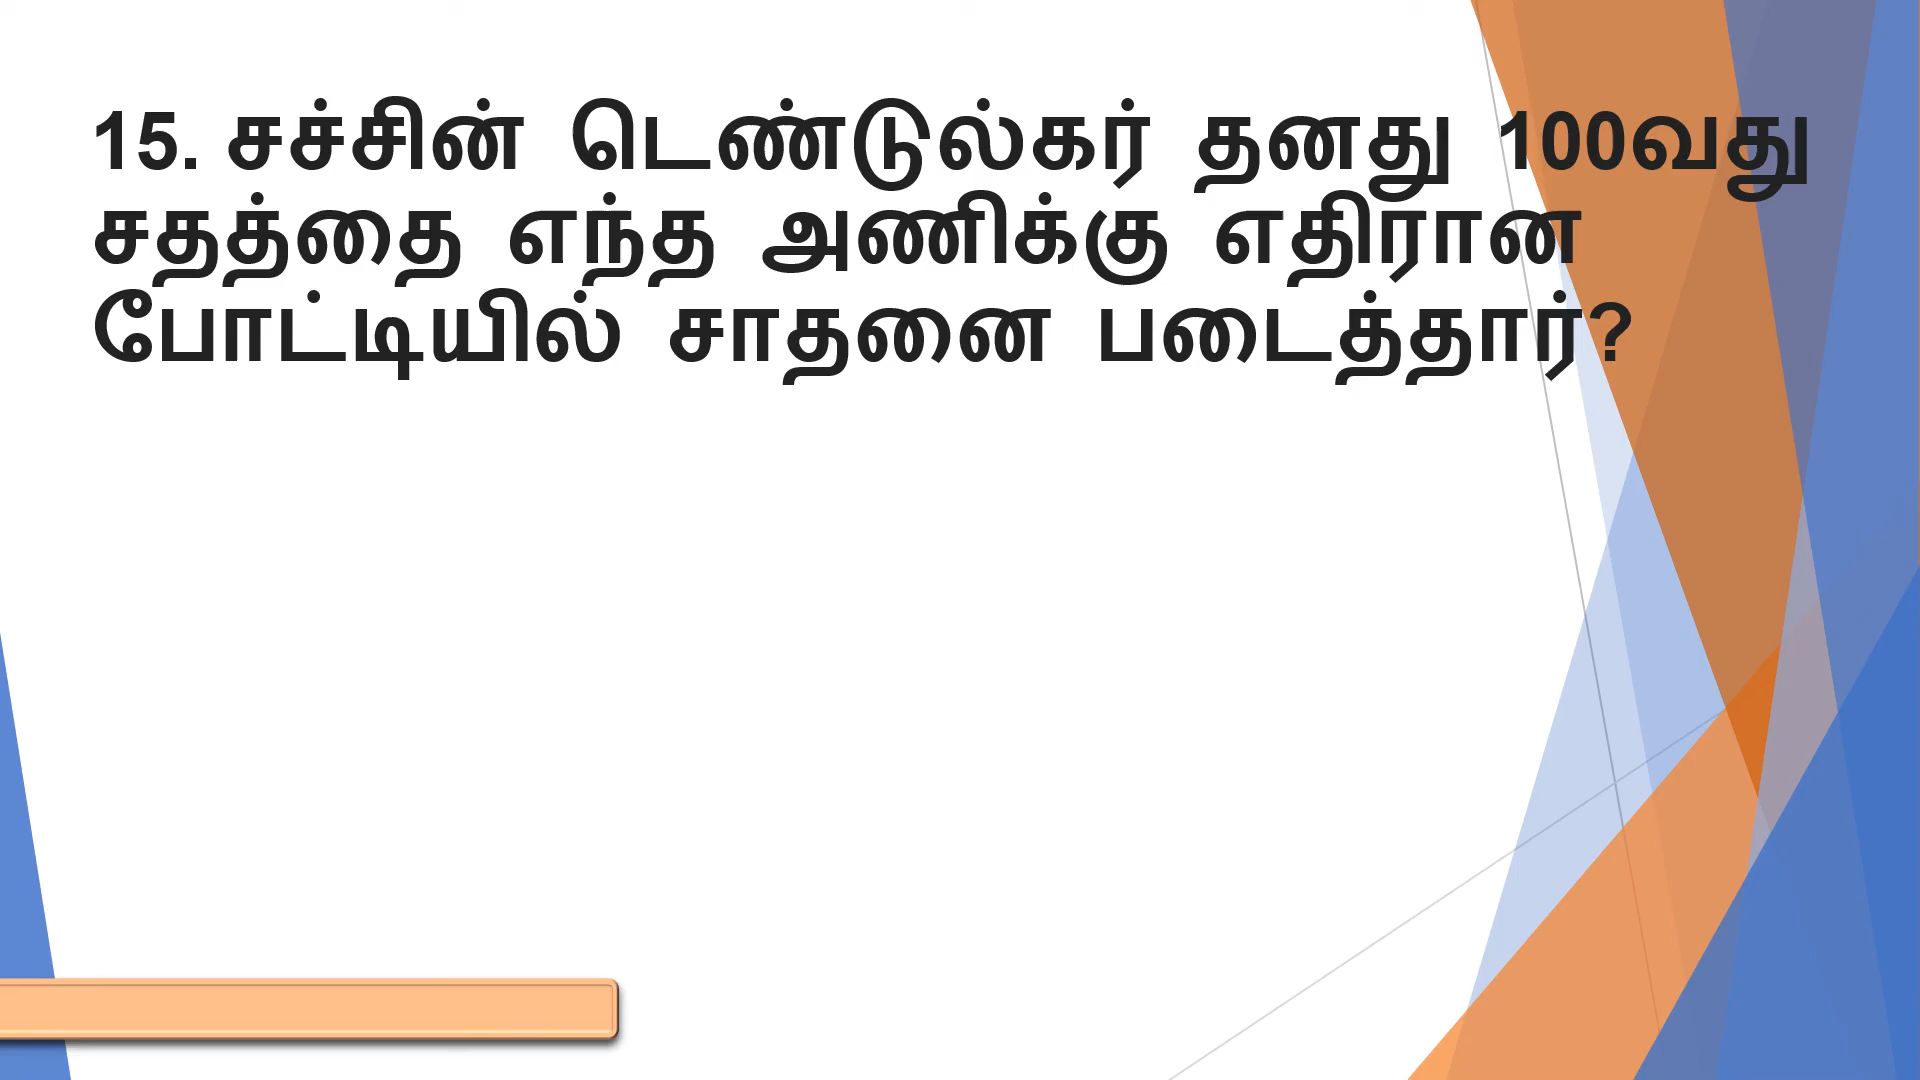 15. சச்சின் டெண்டுல்கர் தனது 100வது
சதத்தை எந்த அணிக்கு எதிரான
போட்டியில் சாதனை படைத்தார்?